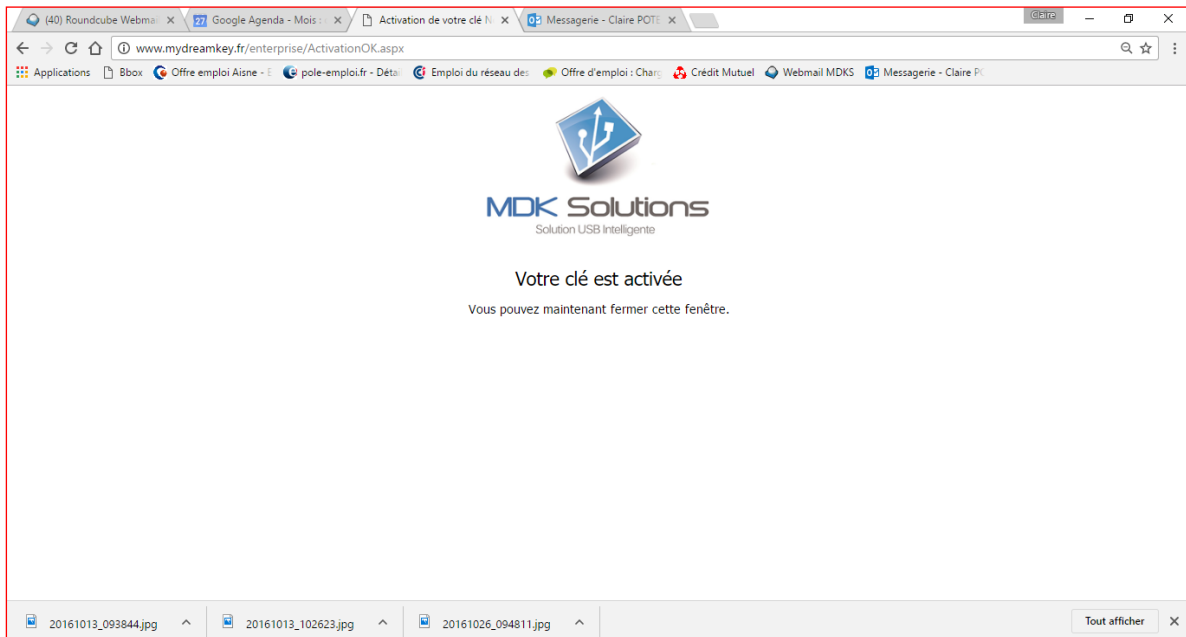 (40) Roundcube Webmai
27 Google Agenda - Mois :
Activation de votre clé N
Messagerie - Claire POTE
Claire
www.mydreamkey.fr/enterprise/ActivationOK.aspx
Applications Bbox Offre emploi Aisne - E pole-emploi.fr - Détai Emploi du réseau des Offre d'emploi : Charg Crédit Mutuel Webmail MDKS Messagerie - Claire PO
MDK Solutions
Solution USB Intelligente
Votre clé est activée
Vous pouvez maintenant fermer cette fenêtre.
20161013_093844.jpg 20161013_102623.jpg 20161026_094811.jpg Tout afficher